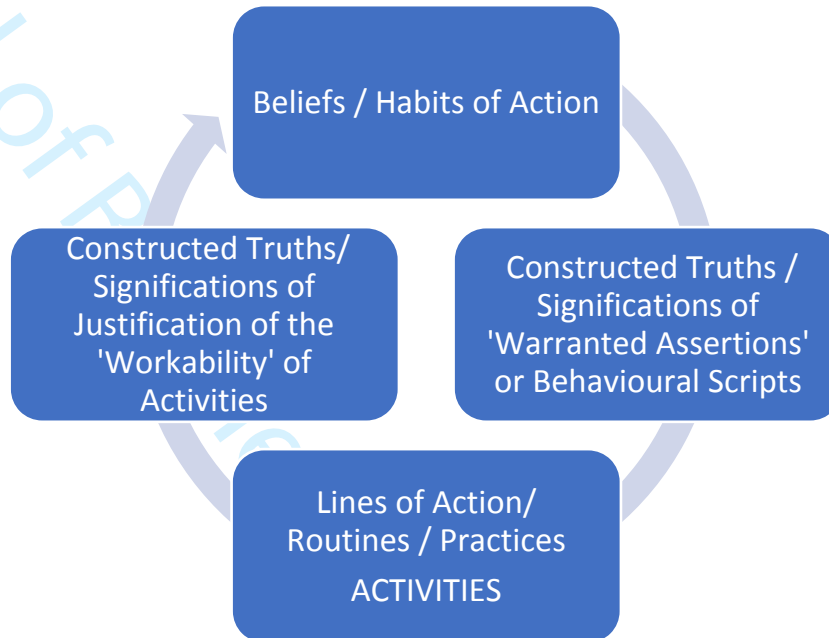 Beliefs / Habits of Action
Constructed Truths/
Significations of
Justification of the
'Workability' of
Activities
Constructed Truths /
Significations of
'Warranted Assertions'
or Behavioural Scripts
Lines of Action/
Routines / Practices
ACTIVITIES
of